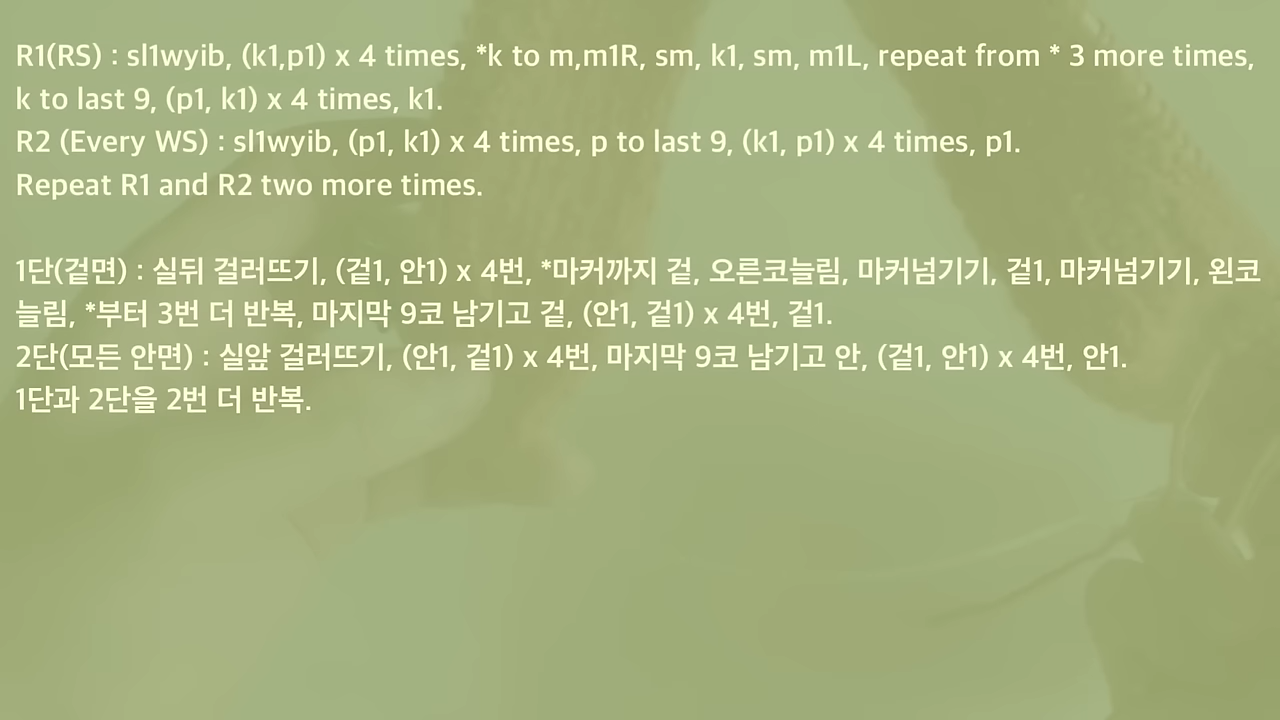 R1(RS) : sl1wyib, (k1,p1) x 4 times, *k to m,m1R, sm, k1, sm, m1L, repeat from * 3 more times,
k to last 9, (p1, k1) x 4 times, k1.
R2 (Every WS) : sl1wyib, (p1, k1) x 4 times, p to last 9, (k1, p1) x 4 times, p1.
Repeat R1 and R2 two more times.
1단(겉면) : 실뒤 걸러뜨기, (겉1, 안1) x 4번, *마커까지 겉, 오른코늘림, 마커넘기기, 겉1, 마커넘기기, 왼코
늘림, *부터 3번 더 반복, 마지막 9코 남기고 겉, (안1, 겉1) x 4번, 겉1.
2단(모든 안면) : 실앞 걸러뜨기, (안1, 겉1) x 4번, 마지막 9코 남기고 안, (겉1, 안1) x 4번, 안1.
1단과 2단을 2번 더 반복.